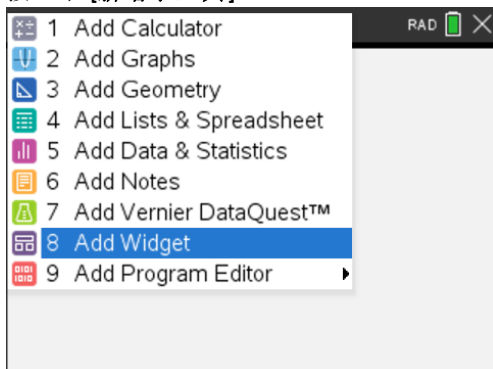 1 Add Calculator
RAD
2 Add Graphs
3 Add Geometry
4 Add Lists & Spreadsheet
5 Add Data & Statistics
6 Add Notes
7 Add Vernier DataQuest™
8 Add Widget
9 Add Program Editor